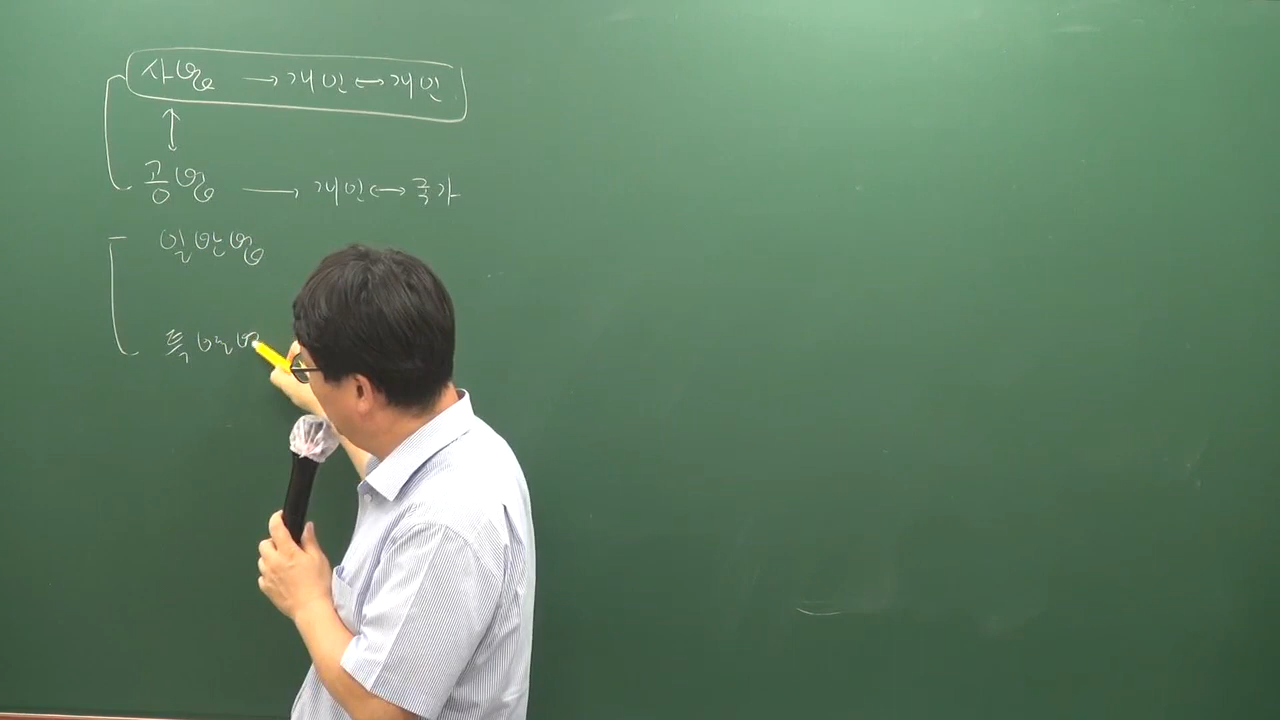 사법 → 개인 ↔ 개인
↕
공법 → 개인 ↔ 국가
일반법
특별법